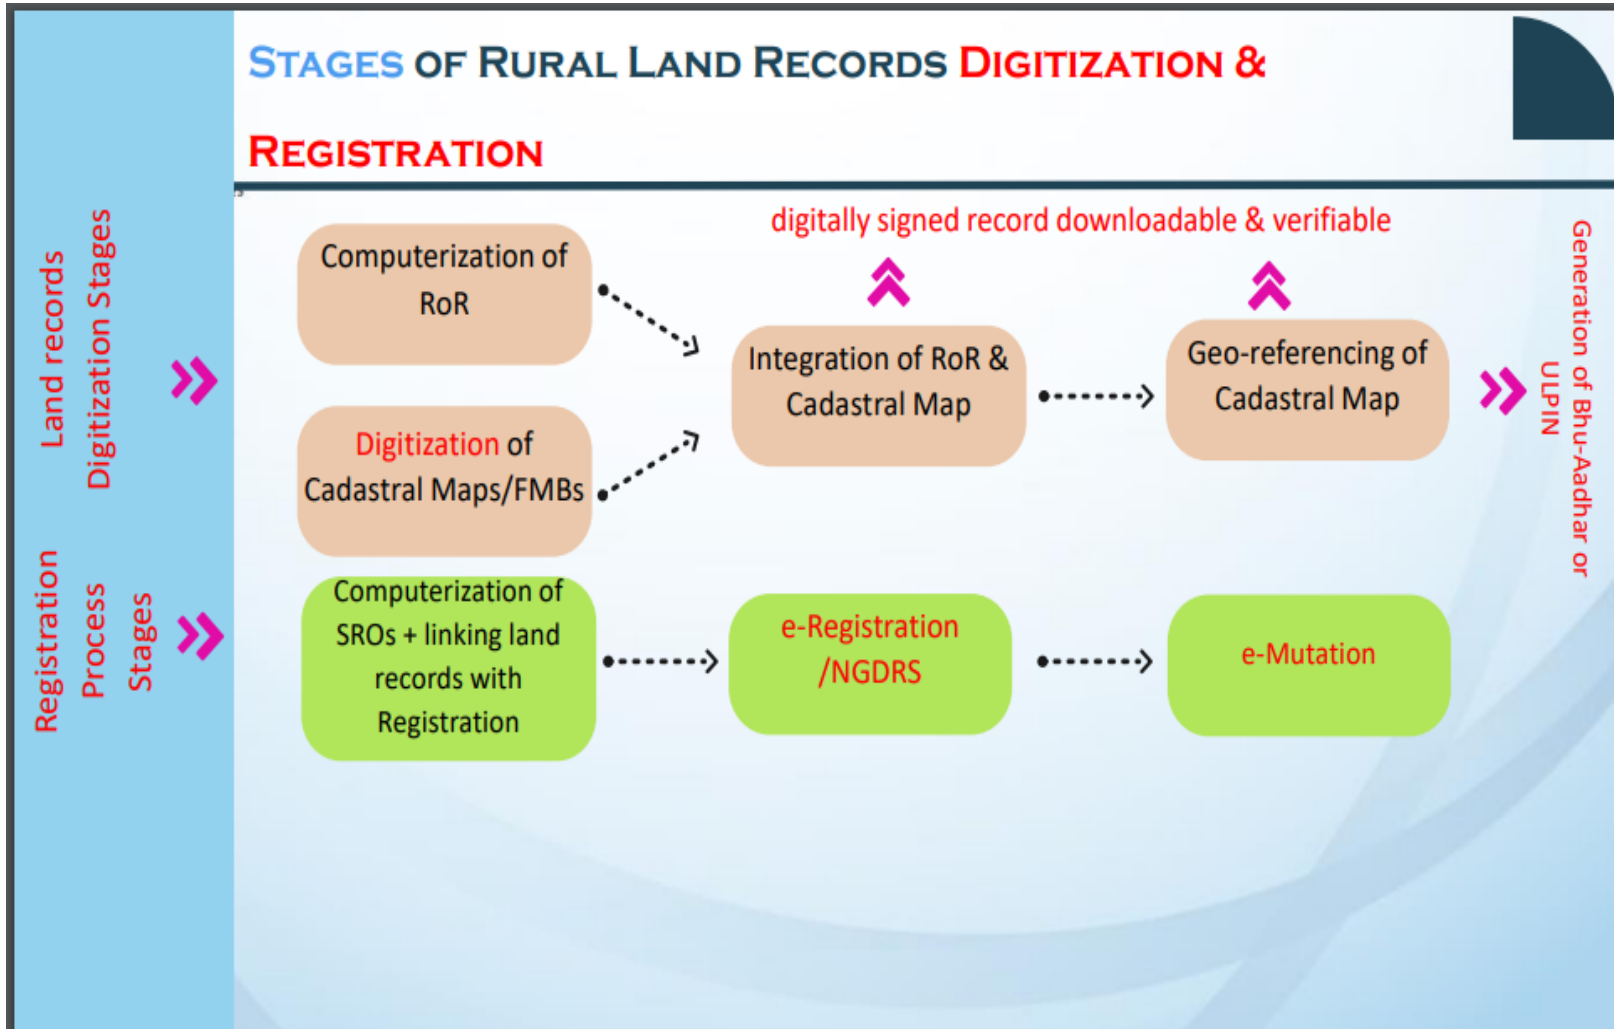 STAGES OF RURAL LAND RECORDS DIGITIZATION &
REGISTRATION
Land records
Digitization Stages
Computerization of
RoR
Digitization of
Cadastral Maps/FMBs
digitally signed record downloadable & verifiable
Integration of RoR &
Cadastral Map
Geo-referencing of
Cadastral Map
Generation of Bhu-Aadhar or
ULPIN
Registration
Process
Stages
Computerization of
SROs + linking land
records with
Registration
e-Registration
/NGDRS
e-Mutation